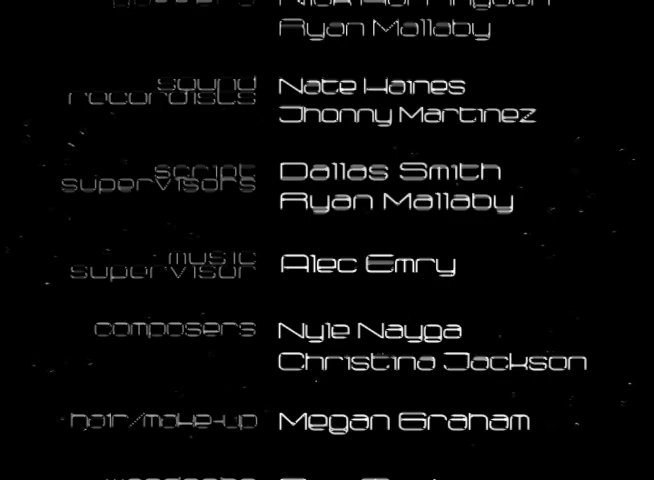 Ryan Mallaby
sound Nate Haines
recordists Jhonny Martinez
script Dallas Smith
supervisors Ryan Mallaby
music
supervisor Alec Emry
composers Nyle Nayga
Christina Jackson
hair/make-up Megan Graham